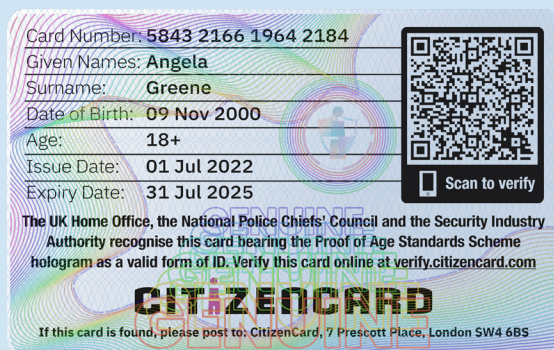 Card Number: 5843 2166 1964 2184
Given Names: Angela
Surname: Greene
Date of Birth: 09 Nov 2000
Age: 18+
Issue Date: 01 Jul 2022
Expiry Date: 31 Jul 2025
Scan to verify
The UK Home Office, the National Police Chiefs' Council and the Security Industry
Authority recognise this card bearing the Proof of Age Standards Scheme
hologram as a valid form of ID. Verify this card online at verify.citizencard.com
GENUINE
GENUINE
GENUINE
CITIZENCARD
GENUINE
If this card is found, please post to: CitizenCard, 7 Prescott Place, London SW4 6BS